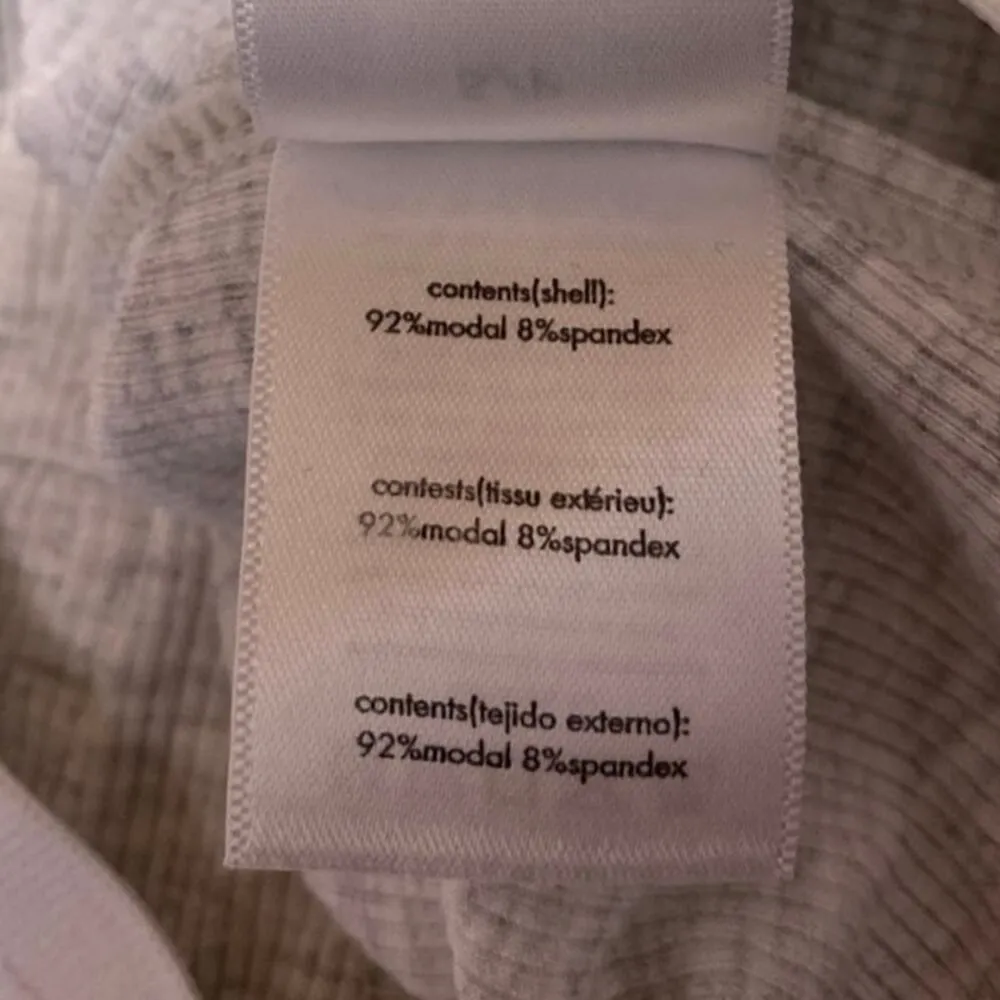 contents(shell):
92%modal 8%spandex
contests(tissu extérieu):
92%modal 8%spandex
contents(tejido externo):
92%modal 8%spandex